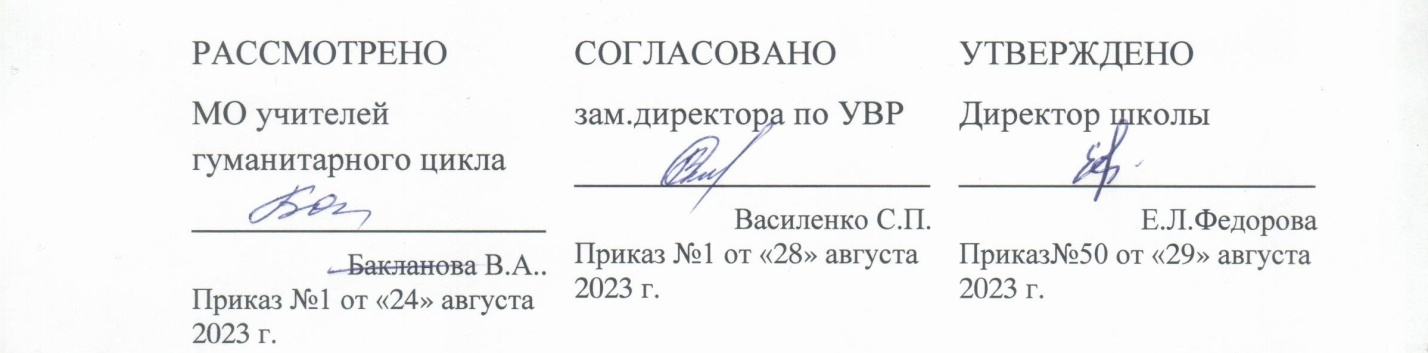 РАССМОТРЕНО
МО учителей
гуманитарного цикла
Бакланова В.А..
Приказ №1 от «24» августа
2023 г.
СОГЛАСОВАНО
зам.директора по УВР
Василенко С.П.
Приказ №1 от «28» августа
2023 г.
УТВЕРЖДЕНО
Директор школы
Е.Л.Федорова
Приказ№50 от «29» августа
2023 г.